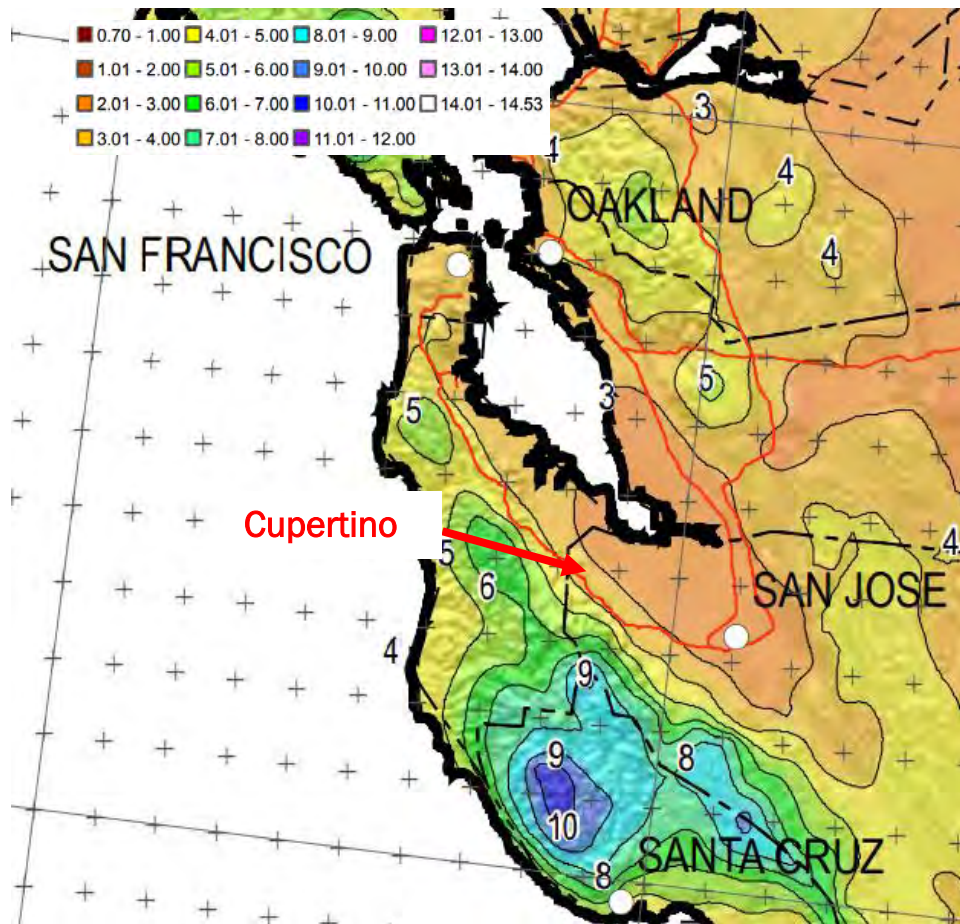 0.70 - 1.00 4.01 - 5.00 8.01 - 9.00 12.01 - 13.00
1.01 - 2.00 5.01 - 6.00 9.01 - 10.00 13.01 - 14.00
2.01 - 3.00 6.01 - 7.00 10.01 - 11.00 14.01 - 14.53
3.01 - 4.00 7.01 - 8.00 11.01 - 12.00
3
4
4
OAKLAND
SAN FRANCISCO
4
5
3
5
Cupertino
5
4
6
SAN JOSE
4
9
9
8
10
SANTA CRUZ
8